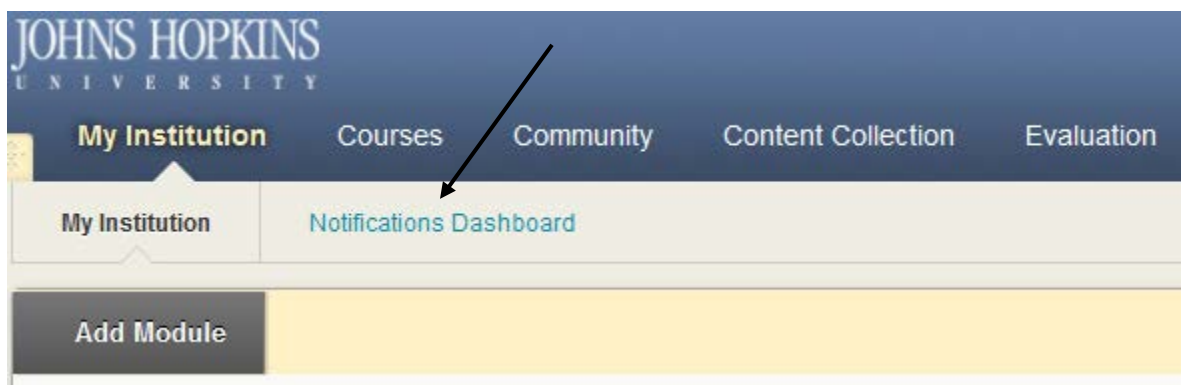 JOHNS HOPKINS
UNIVERSITY
My Institution Courses Community Content Collection Evaluation
My Institution Notifications Dashboard
Add Module